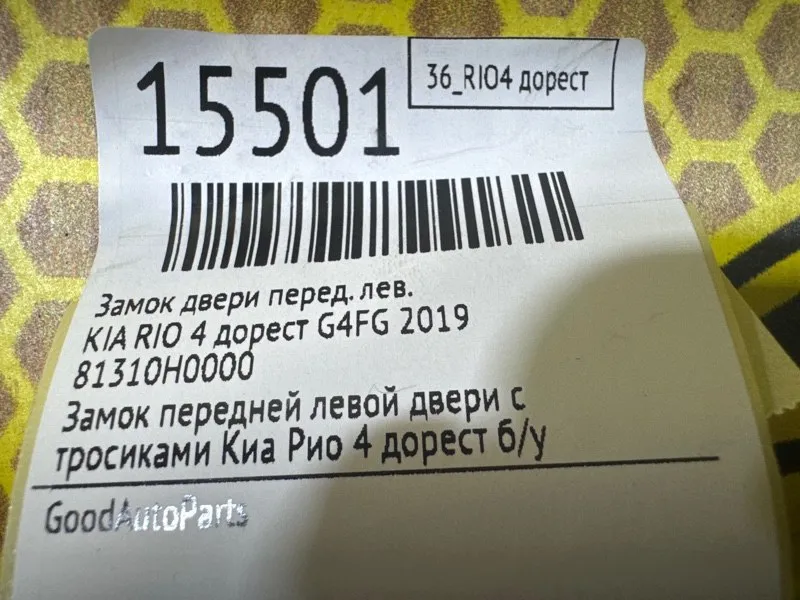 15501
36_RIO4 дорест
Замок двери перед. лев.
KIA RIO 4 дорест G4FG 2019
81310H0000
Замок передней левой двери с
тросиками Киа Рио 4 дорест б/у
GoodAutoParts